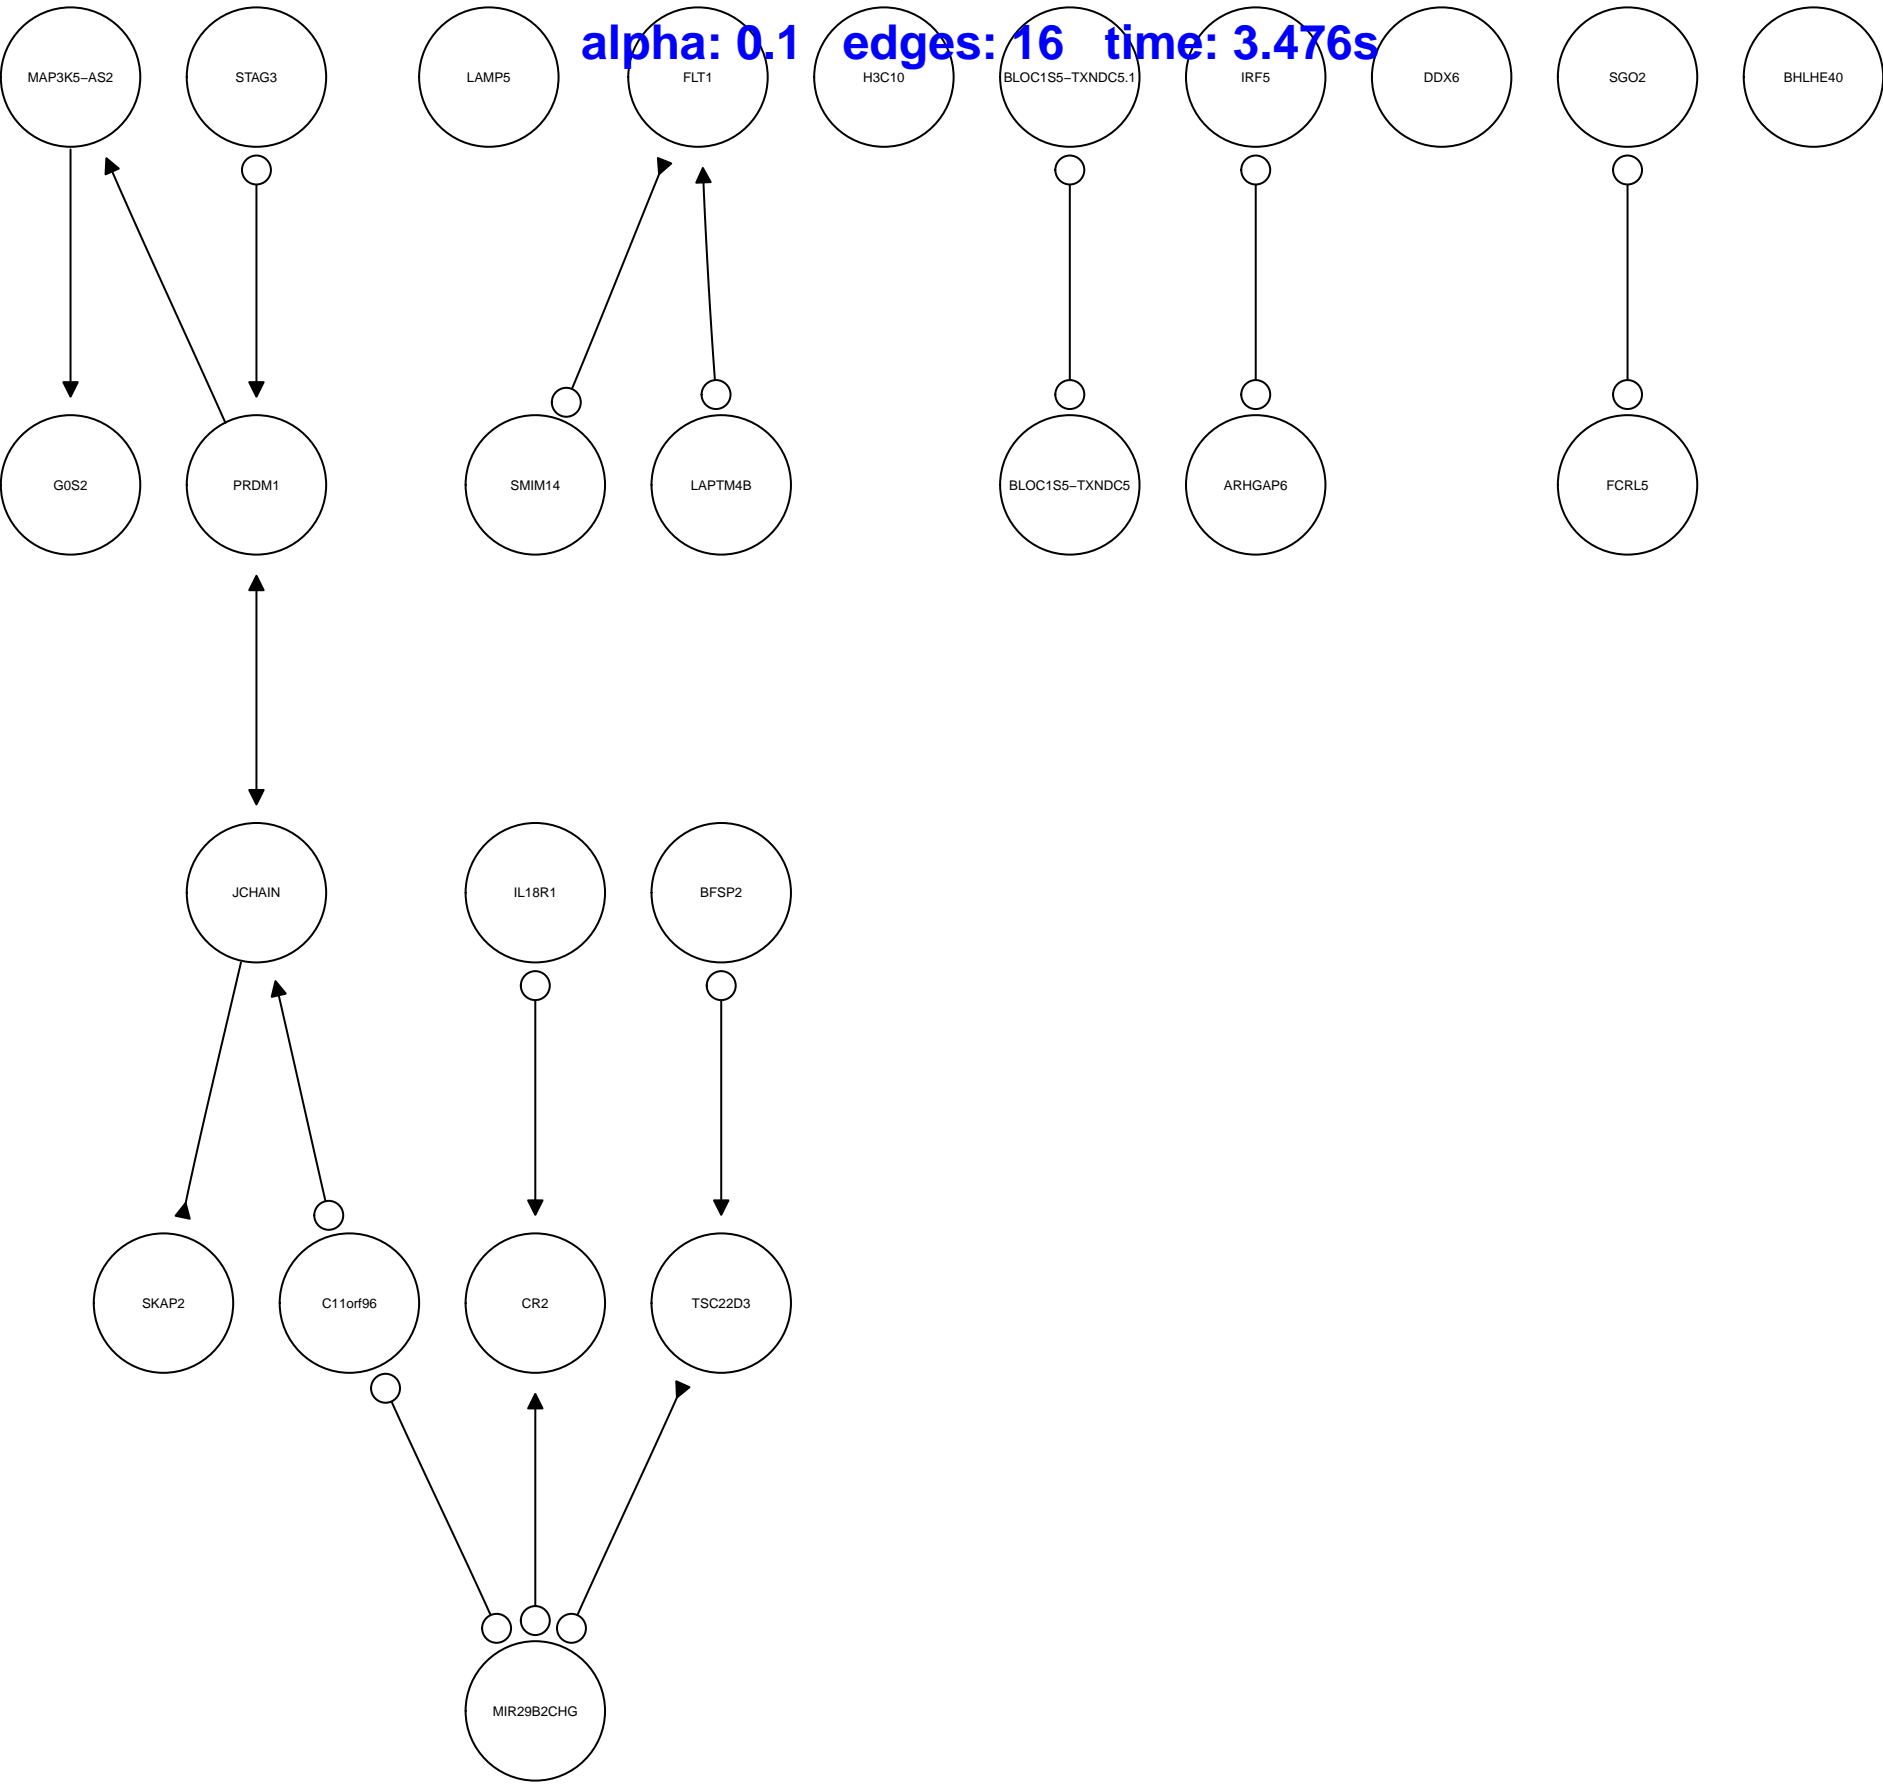 alpha: 0.1 edges: 16 time: 3.476s
MAP3K5−AS2 STAG3 LAMP5 FLT1 H3C10 BLOC1S5−TXNDC5.1 IRF5 DDX6 SGO2 BHLHE40
G0S2 PRDM1 SMIM14 LAPTM4B BLOC1S5−TXNDC5 ARHGAP6 FCRL5
JCHAIN IL18R1 BFSP2
SKAP2 C11orf96 CR2 TSC22D3
MIR29B2CHG